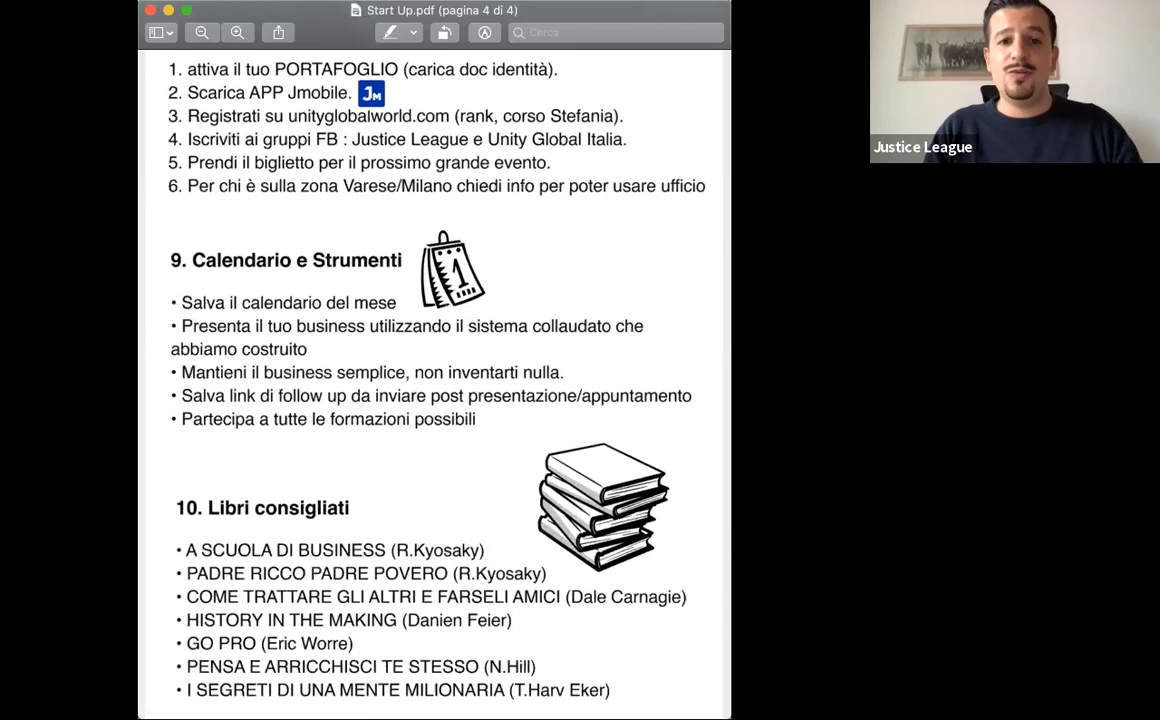 Start Up.pdf (pagina 4 di 4)
Cerca
1. attiva il tuo PORTAFOGLIO (carica doc identità).
2. Scarica APP Jmobile. JM
3. Registrati su unityglobalworld.com (rank, corso Stefania).
4. Iscriviti ai gruppi FB : Justice League e Unity Global Italia.
5. Prendi il biglietto per il prossimo grande evento.
6. Per chi è sulla zona Varese/Milano chiedi info per poter usare ufficio
9. Calendario e Strumenti
1
• Salva il calendario del mese
• Presenta il tuo business utilizzando il sistema collaudato che
abbiamo costruito
• Mantieni il business semplice, non inventarti nulla.
• Salva link di follow up da inviare post presentazione/appuntamento
• Partecipa a tutte le formazioni possibili
10. Libri consigliati
• A SCUOLA DI BUSINESS (R.Kyosaky)
• PADRE RICCO PADRE POVERO (R.Kyosaky)
• COME TRATTARE GLI ALTRI E FARSELI AMICI (Dale Carnagie)
• HISTORY IN THE MAKING (Danien Feier)
• GO PRO (Eric Worre)
• PENSA E ARRICCHISCI TE STESSO (N.Hill)
• I SEGRETI DI UNA MENTE MILIONARIA (T.Harv Eker)
Justice League